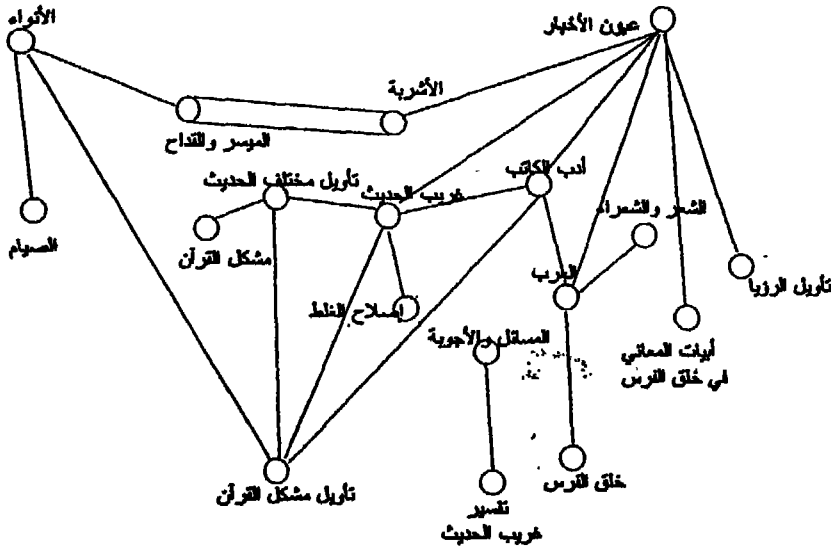 الأنواء
عيون الأخبار
الأشربة
الميسر والقداح
أدب الكاتب
تأويل مختلف الحديث
غريب الحديث
الشعر والشعراء
الصيام
مشكل القرآن
العرب
تأويل الرؤيا
إصلاح الغلط
المسائل والأجوبة
أبيات المعاني
في خلق الفرس
تأويل مشكل القرآن
خلق الفرس
تفسير
غريب الحديث